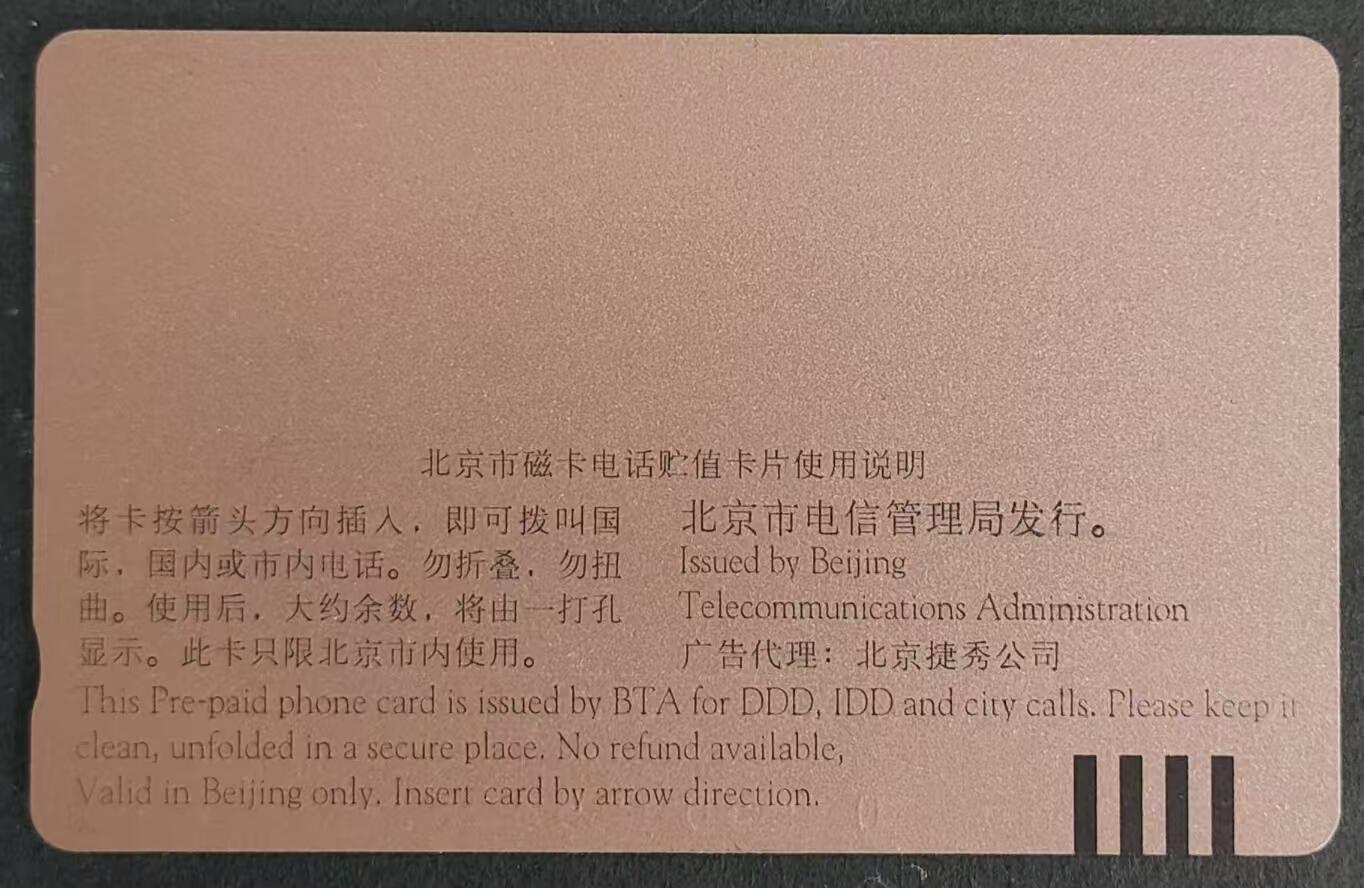 北京市磁卡电话贮值卡片使用说明
将卡按箭头方向插入，即可拨叫国
际，国内或市内电话。勿折叠，勿扭
曲。使用后，大约余数，将由一打孔
显示。此卡只限北京市内使用。
北京市电信管理局发行。
Issued by Beijing
Telecommunications Administration
广告代理：北京捷秀公司
This Pre-paid phone card is issued by BTA for DDD, IDD and city calls. Please keep it
clean, unfolded in a secure place. No refund available,
Valid in Beijing only. Insert card by arrow direction.